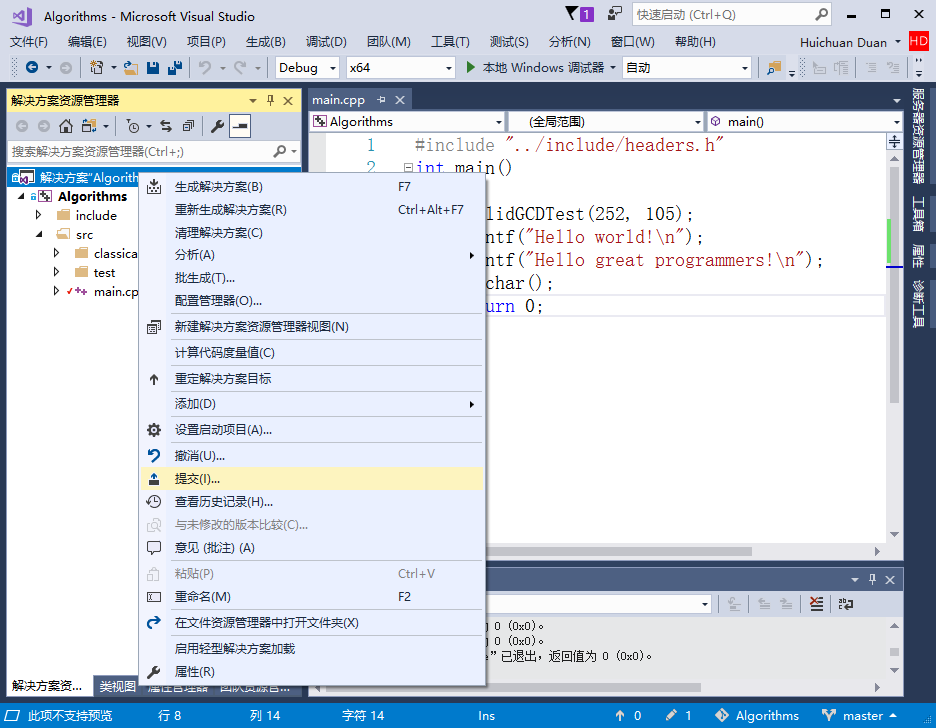 Algorithms - Microsoft Visual Studio
1
快速启动 (Ctrl+Q)
文件(F) 编辑(E) 视图(V) 项目(P) 生成(B) 调试(D) 团队(M) 工具(T) 测试(S) 分析(N) 窗口(W) 帮助(H) Huichuan Duan HD
Debug x64 本地 Windows 调试器 自动
解决方案资源管理器
搜索解决方案资源管理器(Ctrl+;)
解决方案"Algorith
Algorithms
include
src
classica
test
main.cp
main.cpp
Algorithms (全局范围) main()
1 #include "../include/headers.h"
2 int main()
lidGCDTest(252, 105);
ntf("Hello world!\n");
ntf("Hello great programmers!\n");
char();
urn 0;
生成解决方案(B) F7
重新生成解决方案(R) Ctrl+Alt+F7
清理解决方案(C)
分析(A)
批生成(T)...
配置管理器(O)...
新建解决方案资源管理器视图(N)
计算代码度量值(C)
重定解决方案目标
添加(D)
设置启动项目(A)...
撤消(U)...
提交(I)...
查看历史记录(H)...
与未修改的版本比较(C)...
意见 (批注) (A)
粘贴(P) Ctrl+V
重命名(M) F2
在文件资源管理器中打开文件夹(X)
启用轻型解决方案加载
属性(R)
0 (0x0)。
0 (0x0)。
”已退出，返回值为 0 (0x0)。
服务器资源管理器
工具箱
属性
诊断工具
解决方案资... 类视图 属性管理器 团队资源管...
此项不支持预览 行 8 列 14 字符 14 Ins 0 1 Algorithms master